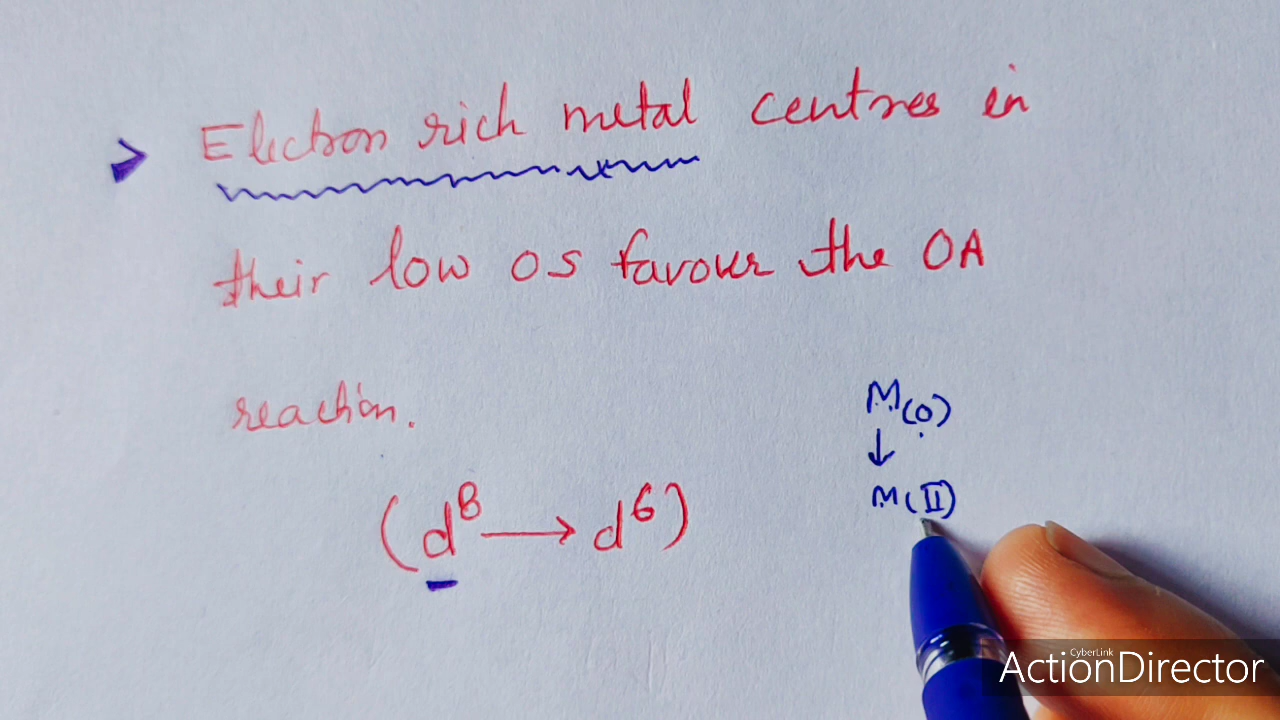 Electron rich metal centres in
their low OS favour the OA
reaction.
(d⁸ → d⁶)
M(0)
↓
M(II)
CyberLink
ActionDirector